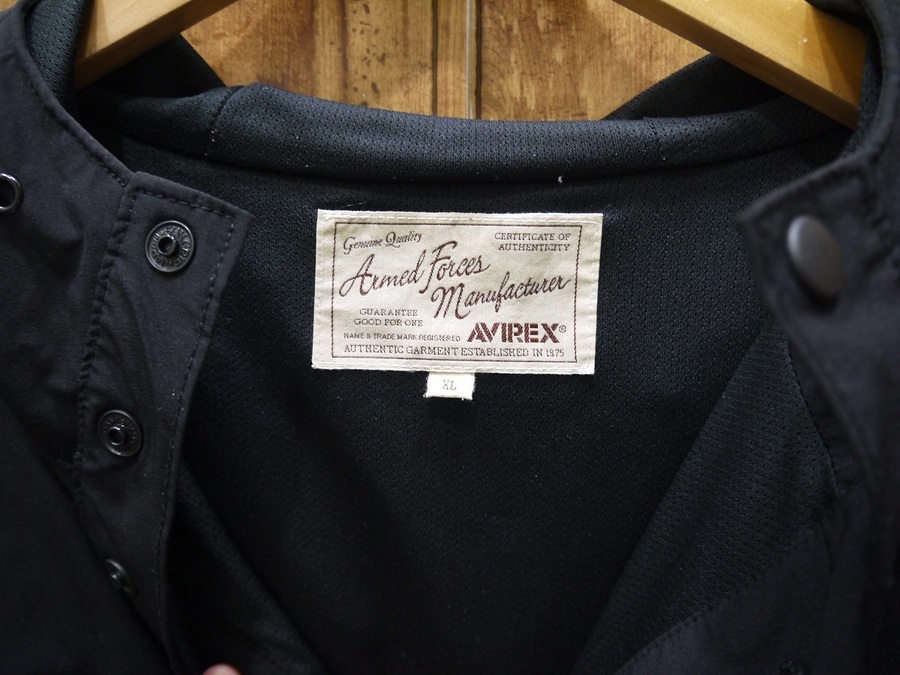 Genuine Quality
CERTIFICATE OF
AUTHENTICITY
Armed Forces
Manufacturer
GUARANTEE
GOOD FOR ONE
NAME & TRADE MARK REGISTERED
AVIREX®
AUTHENTIC GARMENT ESTABLISHED IN 1975
XL